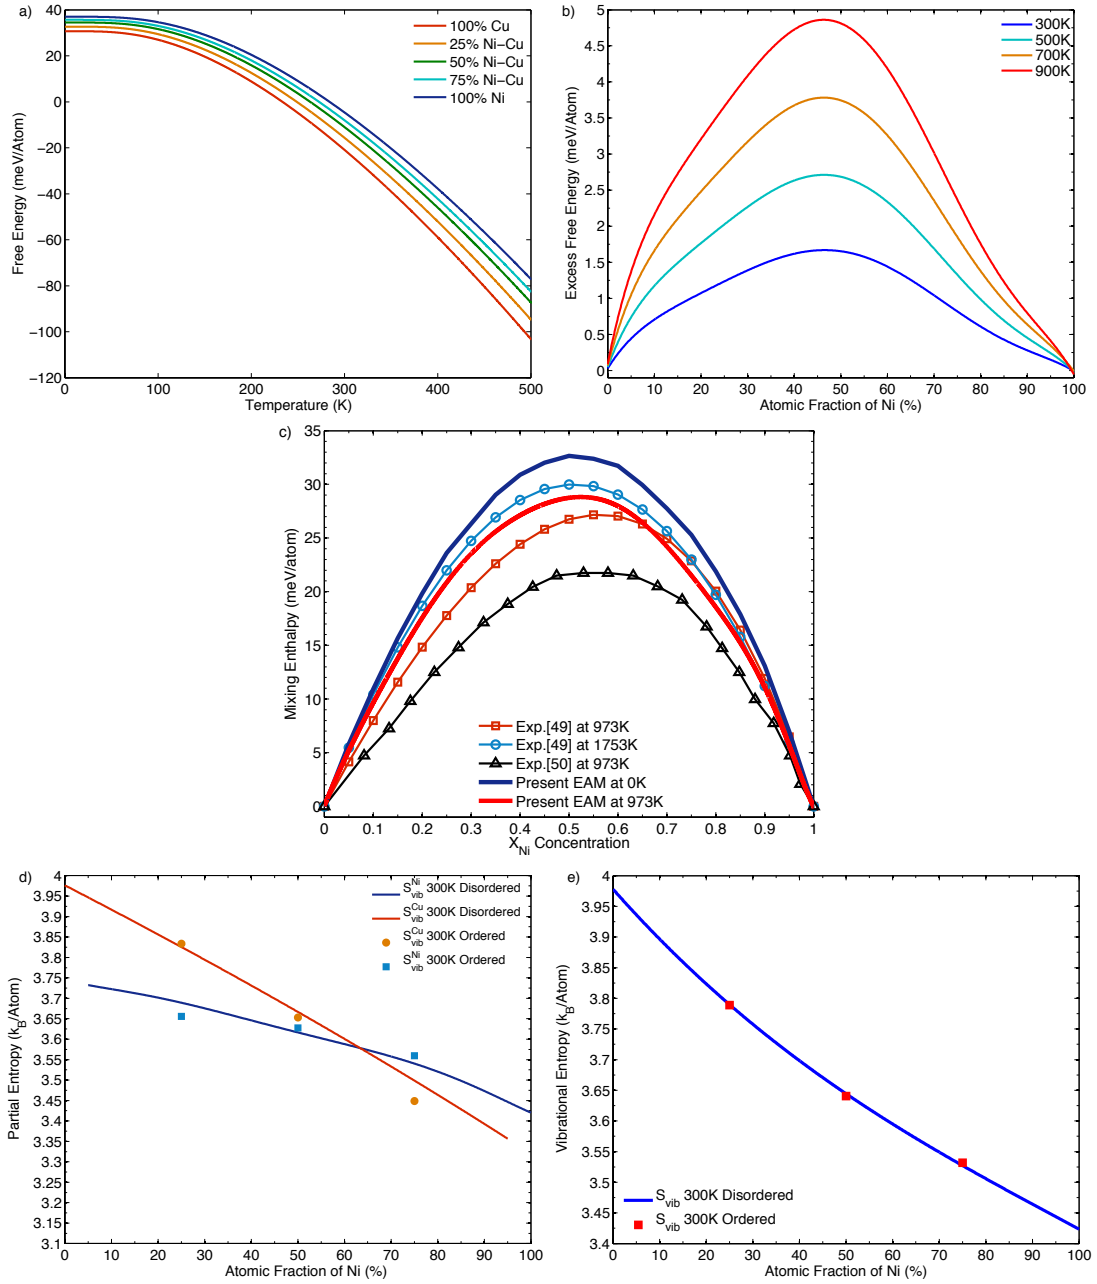 a)
40
20
0
−20
−40
−60
−80
−100
−120
Free Energy (meV/Atom)
100% Cu
25% Ni−Cu
50% Ni−Cu
75% Ni−Cu
100% Ni
0 100 200 300 400 500
Temperature (K)
b)
5
4.5
4
3.5
3
2.5
2
1.5
1
0.5
0
Excess Free Energy (meV/Atom)
300K
500K
700K
900K
0 10 20 30 40 50 60 70 80 90 100
Atomic Fraction of Ni (%)
c)
35
30
25
20
15
10
5
0
Mixing Enthalpy (meV/atom)
Exp.[49] at 973K
Exp.[49] at 1753K
Exp.[50] at 973K
Present EAM at 0K
Present EAM at 973K
0 0.1 0.2 0.3 0.4 0.5 0.6 0.7 0.8 0.9 1
X_Ni Concentration
d)
4
3.95
3.9
3.85
3.8
3.75
3.7
3.65
3.6
3.55
3.5
3.45
3.4
3.35
3.3
3.25
3.2
3.15
3.1
Partial Entropy (k_B/Atom)
S_vib^Ni 300K Disordered
S_vib^Cu 300K Disordered
S_vib^Cu 300K Ordered
S_vib^Ni 300K Ordered
0 10 20 30 40 50 60 70 80 90 100
Atomic Fraction of Ni (%)
e)
4
3.95
3.9
3.85
3.8
3.75
3.7
3.65
3.6
3.55
3.5
3.45
3.4
Vibrational Entropy (k_B/Atom)
S_vib 300K Disordered
S_vib 300K Ordered
0 10 20 30 40 50 60 70 80 90 100
Atomic Fraction of Ni (%)